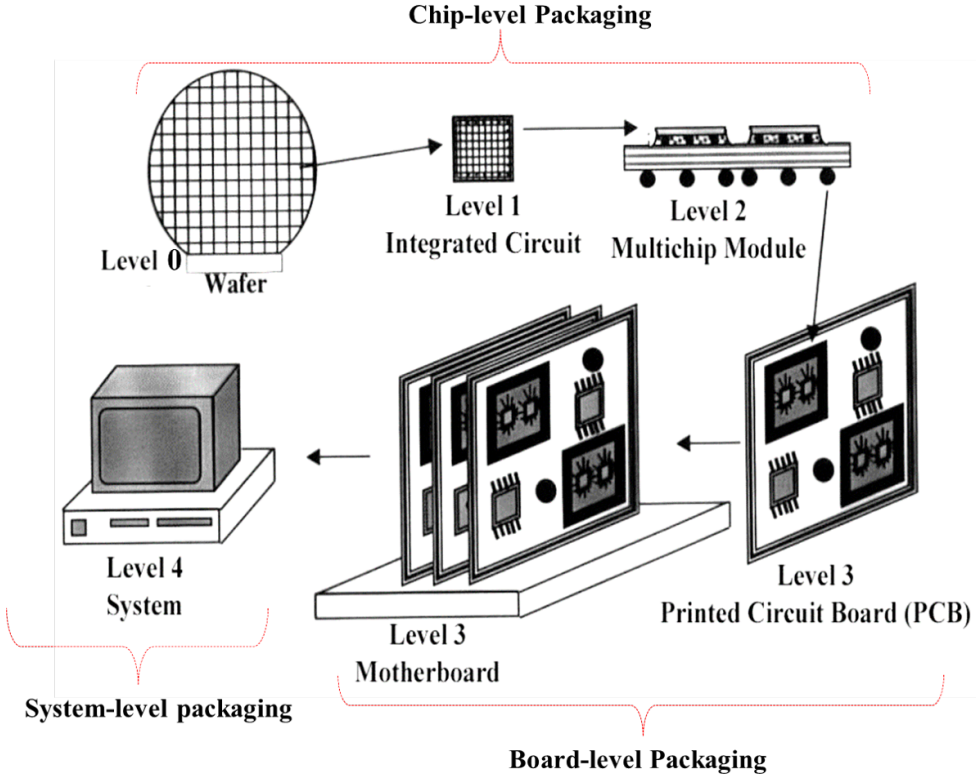 Chip-level Packaging
Level 0
Wafer
Level 1
Integrated Circuit
Level 2
Multichip Module
Level 4
System
Level 3
Motherboard
Level 3
Printed Circuit Board (PCB)
System-level packaging
Board-level Packaging